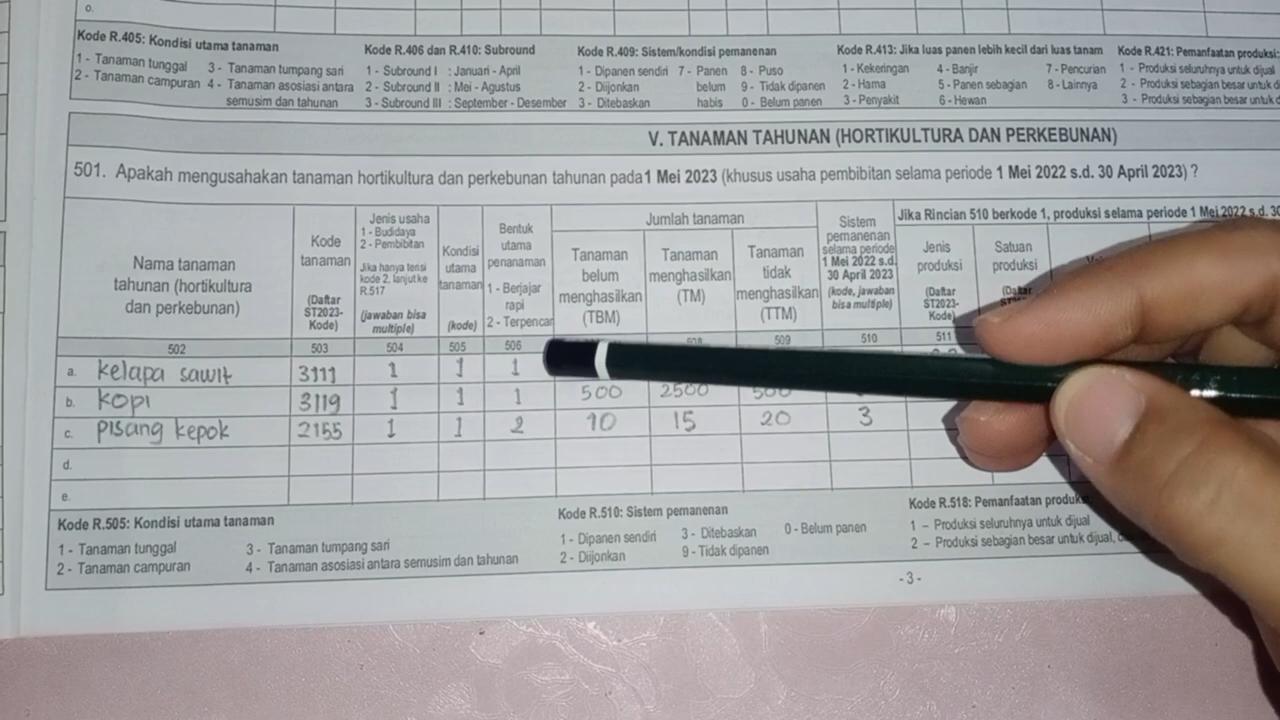 o.
Kode R.405: Kondisi utama tanaman
1 - Tanaman tunggal 3 - Tanaman tumpang sari
2 - Tanaman campuran 4 - Tanaman asosiasi antara
semusim dan tahunan
Kode R.406 dan R.410: Subround
1 - Subround I : Januari - April
2 - Subround II : Mei - Agustus
3 - Subround III : September - Desember
Kode R.409: Sistem/kondisi pemanenan
1 - Dipanen sendiri 7 - Panen 8 - Puso
2 - Diijonkan belum 9 - Tidak dipanen
3 - Ditebaskan habis 0 - Belum panen
Kode R.413: Jika luas panen lebih kecil dari luas tanam
1 - Kekeringan 4 - Banjir 7 - Pencurian
2 - Hama 5 - Panen sebagian 8 - Lainnya
3 - Penyakit 6 - Hewan
Kode R.421: Pemanfaatan produksi:
1 - Produksi seluruhnya untuk dijual
2 - Produksi sebagian besar untuk
3 - Produksi sebagian besar untuk
V. TANAMAN TAHUNAN (HORTIKULTURA DAN PERKEBUNAN)
501. Apakah mengusahakan tanaman hortikultura dan perkebunan tahunan pada 1 Mei 2023 (khusus usaha pembibitan selama periode 1 Mei 2022 s.d. 30 April 2023) ?
Nama tanaman
tahunan (hortikultura
dan perkebunan)
Kode
tanaman
(Daftar
ST2023-
Kode)
Jenis usaha
1 - Budidaya
2 - Pembibitan
Jika hanya terisi
kode 2, lanjut ke
R.517
(jawaban bisa
multiple)
Kondisi
utama
tanaman
(kode)
Bentuk
utama
penanaman
1 - Berjajar
rapi
2 - Terpencar
Jumlah tanaman
Tanaman
belum
menghasilkan
(TBM)
Tanaman
menghasilkan
(TM)
Tanaman
tidak
menghasilkan
(TTM)
Sistem
pemanenan
selama periode
1 Mei 2022 s.d.
30 April 2023
(kode, jawaban
bisa multiple)
Jika Rincian 510 berkode 1, produksi selama periode 1 Mei 2022 s.d. 30
Jenis
produksi
(Daftar
ST2023-
Kode)
Satuan
produksi
502 503 504 505 506 509 510 511
a. kelapa sawit 3111 1 1 1
b. kopi 3119 1 1 1 500 2500 500
c. pisang kepok 2155 1 1 2 10 15 20 3
d.
e.
Kode R.505: Kondisi utama tanaman
1 - Tanaman tunggal 3 - Tanaman tumpang sari
2 - Tanaman campuran 4 - Tanaman asosiasi antara semusim dan tahunan
Kode R.510: Sistem pemanenan
1 - Dipanen sendiri 3 - Ditebaskan 0 - Belum panen
2 - Diijonkan 9 - Tidak dipanen
Kode R.518: Pemanfaatan
1 – Produksi seluruhnya untuk dijual
2 – Produksi sebagian besar untuk dijual,
- 3 -